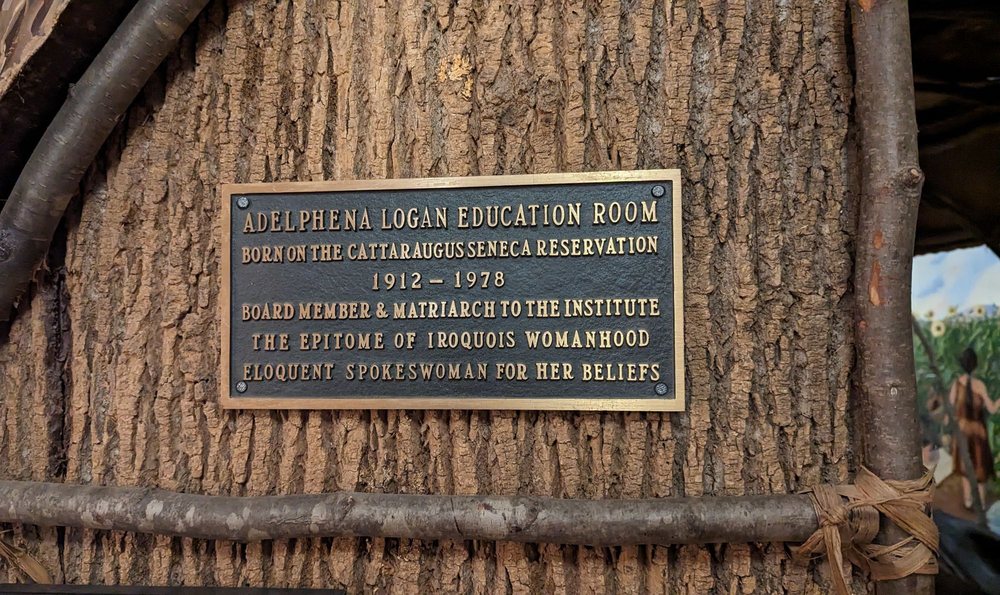 ADELPHENA LOGAN EDUCATION ROOM
BORN ON THE CATTARAUGUS SENECA RESERVATION
1912 – 1978
BOARD MEMBER & MATRIARCH TO THE INSTITUTE
THE EPITOME OF IROQUOIS WOMANHOOD
ELOQUENT SPOKESWOMAN FOR HER BELIEFS